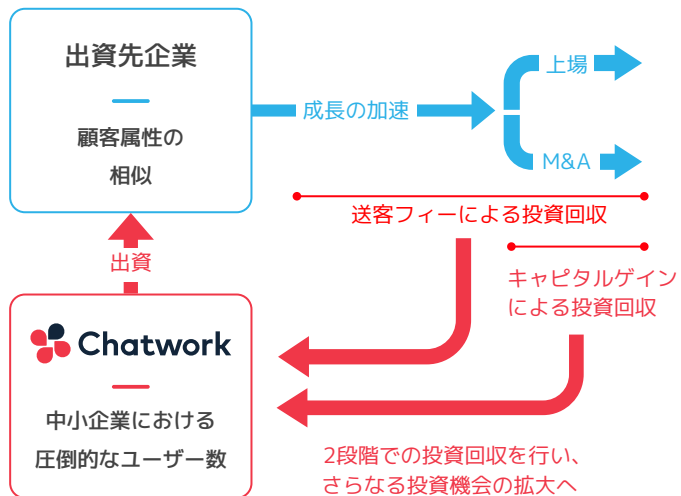 出資先企業
顧客属性の
相似
成長の加速
上場
M&A
送客フィーによる投資回収
キャピタルゲイン
による投資回収
出資
Chatwork
中小企業における
圧倒的なユーザー数
2段階での投資回収を行い、
さらなる投資機会の拡大へ